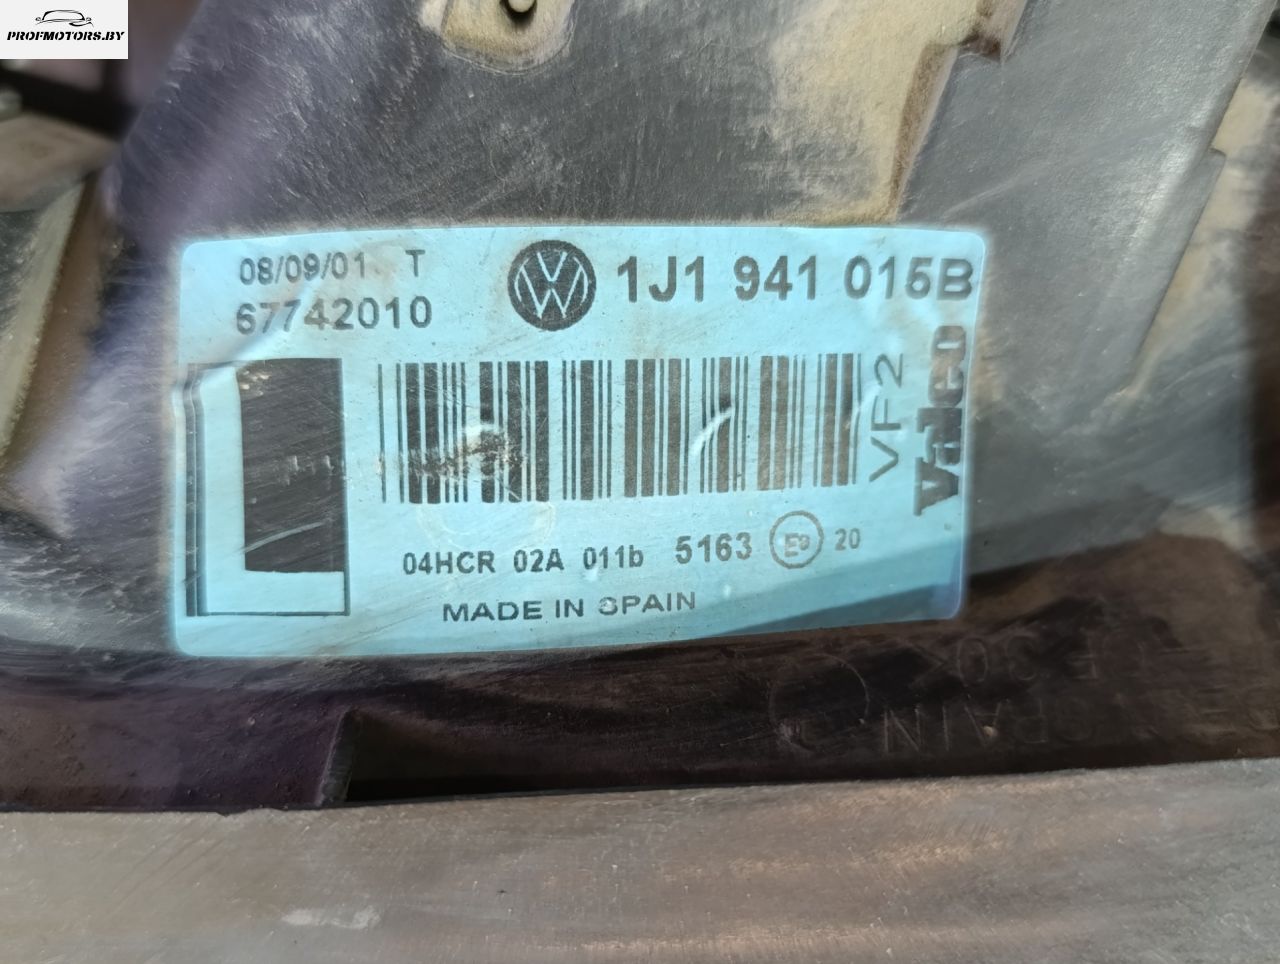 PROFMOTORS.BY
08/09/01 T
67742010
1J1 941 015B
L
VF2
Valeo
04HCR 02A 011b 5163 E9 20
MADE IN SPAIN